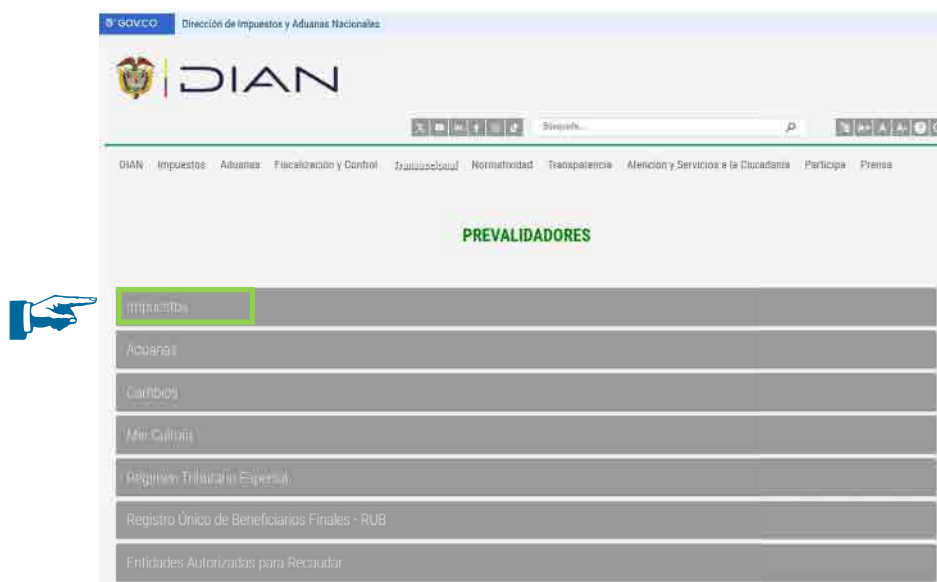 GOV.CO Dirección de Impuestos y Aduanas Nacionales
DIAN
Búsqueda...
DIAN Impuestos Aduanas Fiscalización y Control Transaccional Normatividad Transparencia Atención y Servicios a la Ciudadanía Participa Prensa
PREVALIDADORES
Impuestos
Aduanas
Cambios
Min Cultura
Régimen Tributario Especial
Registro Único de Beneficiarios Finales - RUB
Entidades Autorizadas para Recaudar